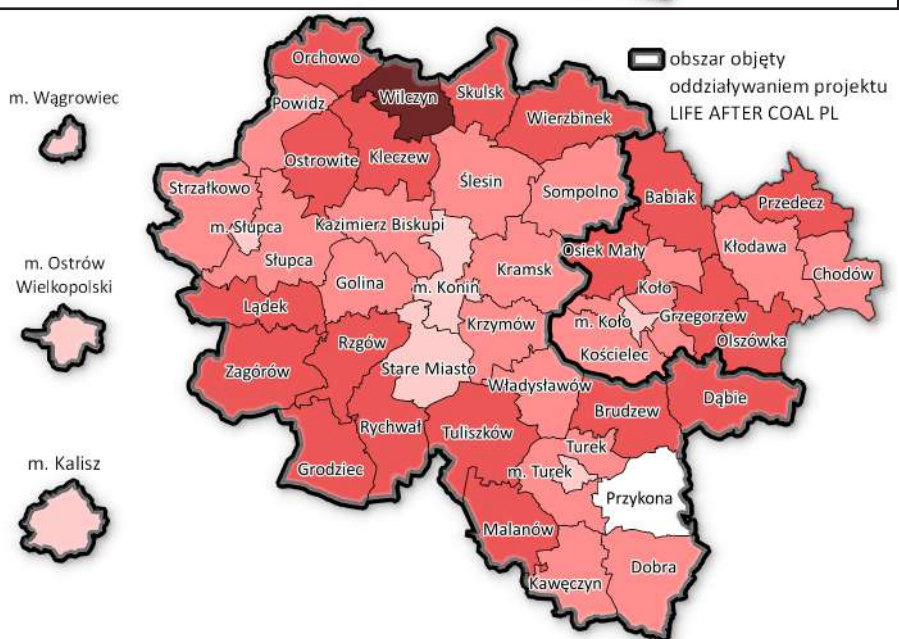 obszar objęty
oddziaływaniem projektu
LIFE AFTER COAL PL
m. Wągrowiec
m. Ostrów
Wielkopolski
m. Kalisz
Orchowo
Wilczyn
Skulsk
Powidz
Wierzbinek
Ostrowite
Kleczew
Ślesin
Sompolno
Strzałkowo
Babiak
Przedecz
m. Słupca
Kazimierz Biskupi
Słupca
Osiek Mały
Kłodawa
Kramsk
Chodów
Golina
m. Konin
Koło
Lądek
Krzymów
m. Koło
Grzegorzew
Rzgów
Olszówka
Kościelec
Zagórów
Stare Miasto
Władysławów
Dąbie
Brudzew
Rychwał
Tuliszków
Turek
Grodziec
m. Turek
Przykona
Malanów
Dobra
Kawęczyn